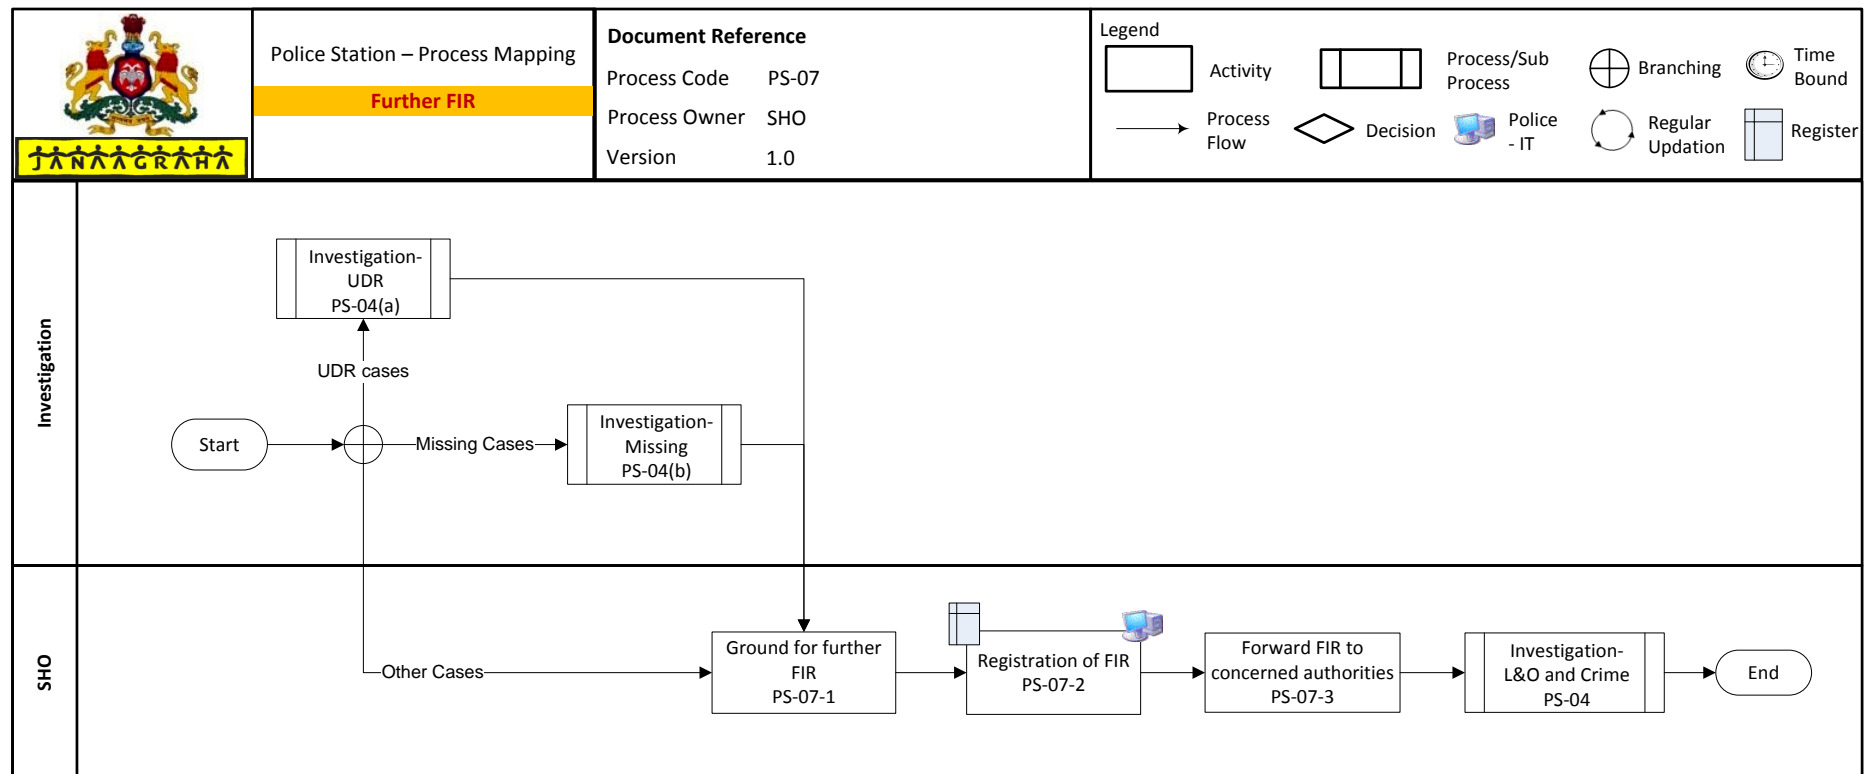 JANAAGRAHA
Police Station – Process Mapping
Further FIR
Document Reference
Process Code PS-07
Process Owner SHO
Version 1.0
Legend
Activity
Process/Sub
Process
Branching
Time
Bound
Process
Flow
Decision
Police
- IT
Regular
Updation
Register
Investigation
Investigation-
UDR
PS-04(a)
UDR cases
Start
Missing Cases
Investigation-
Missing
PS-04(b)
SHO
Other Cases
Ground for further
FIR
PS-07-1
Registration of FIR
PS-07-2
Forward FIR to
concerned authorities
PS-07-3
Investigation-
L&O and Crime
PS-04
End